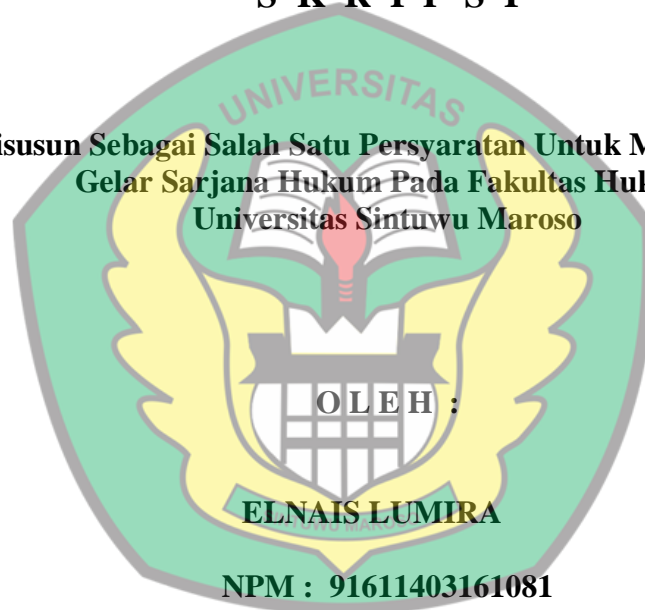 S K R I P S I
UNIVERSITAS
isusun Sebagai Salah Satu Persyaratan Untuk M
Gelar Sarjana Hukum Pada Fakultas Huk
Universitas Sintuwu Maroso
O L E H :
ELNAIS LUMIRA
NPM : 91611403161081